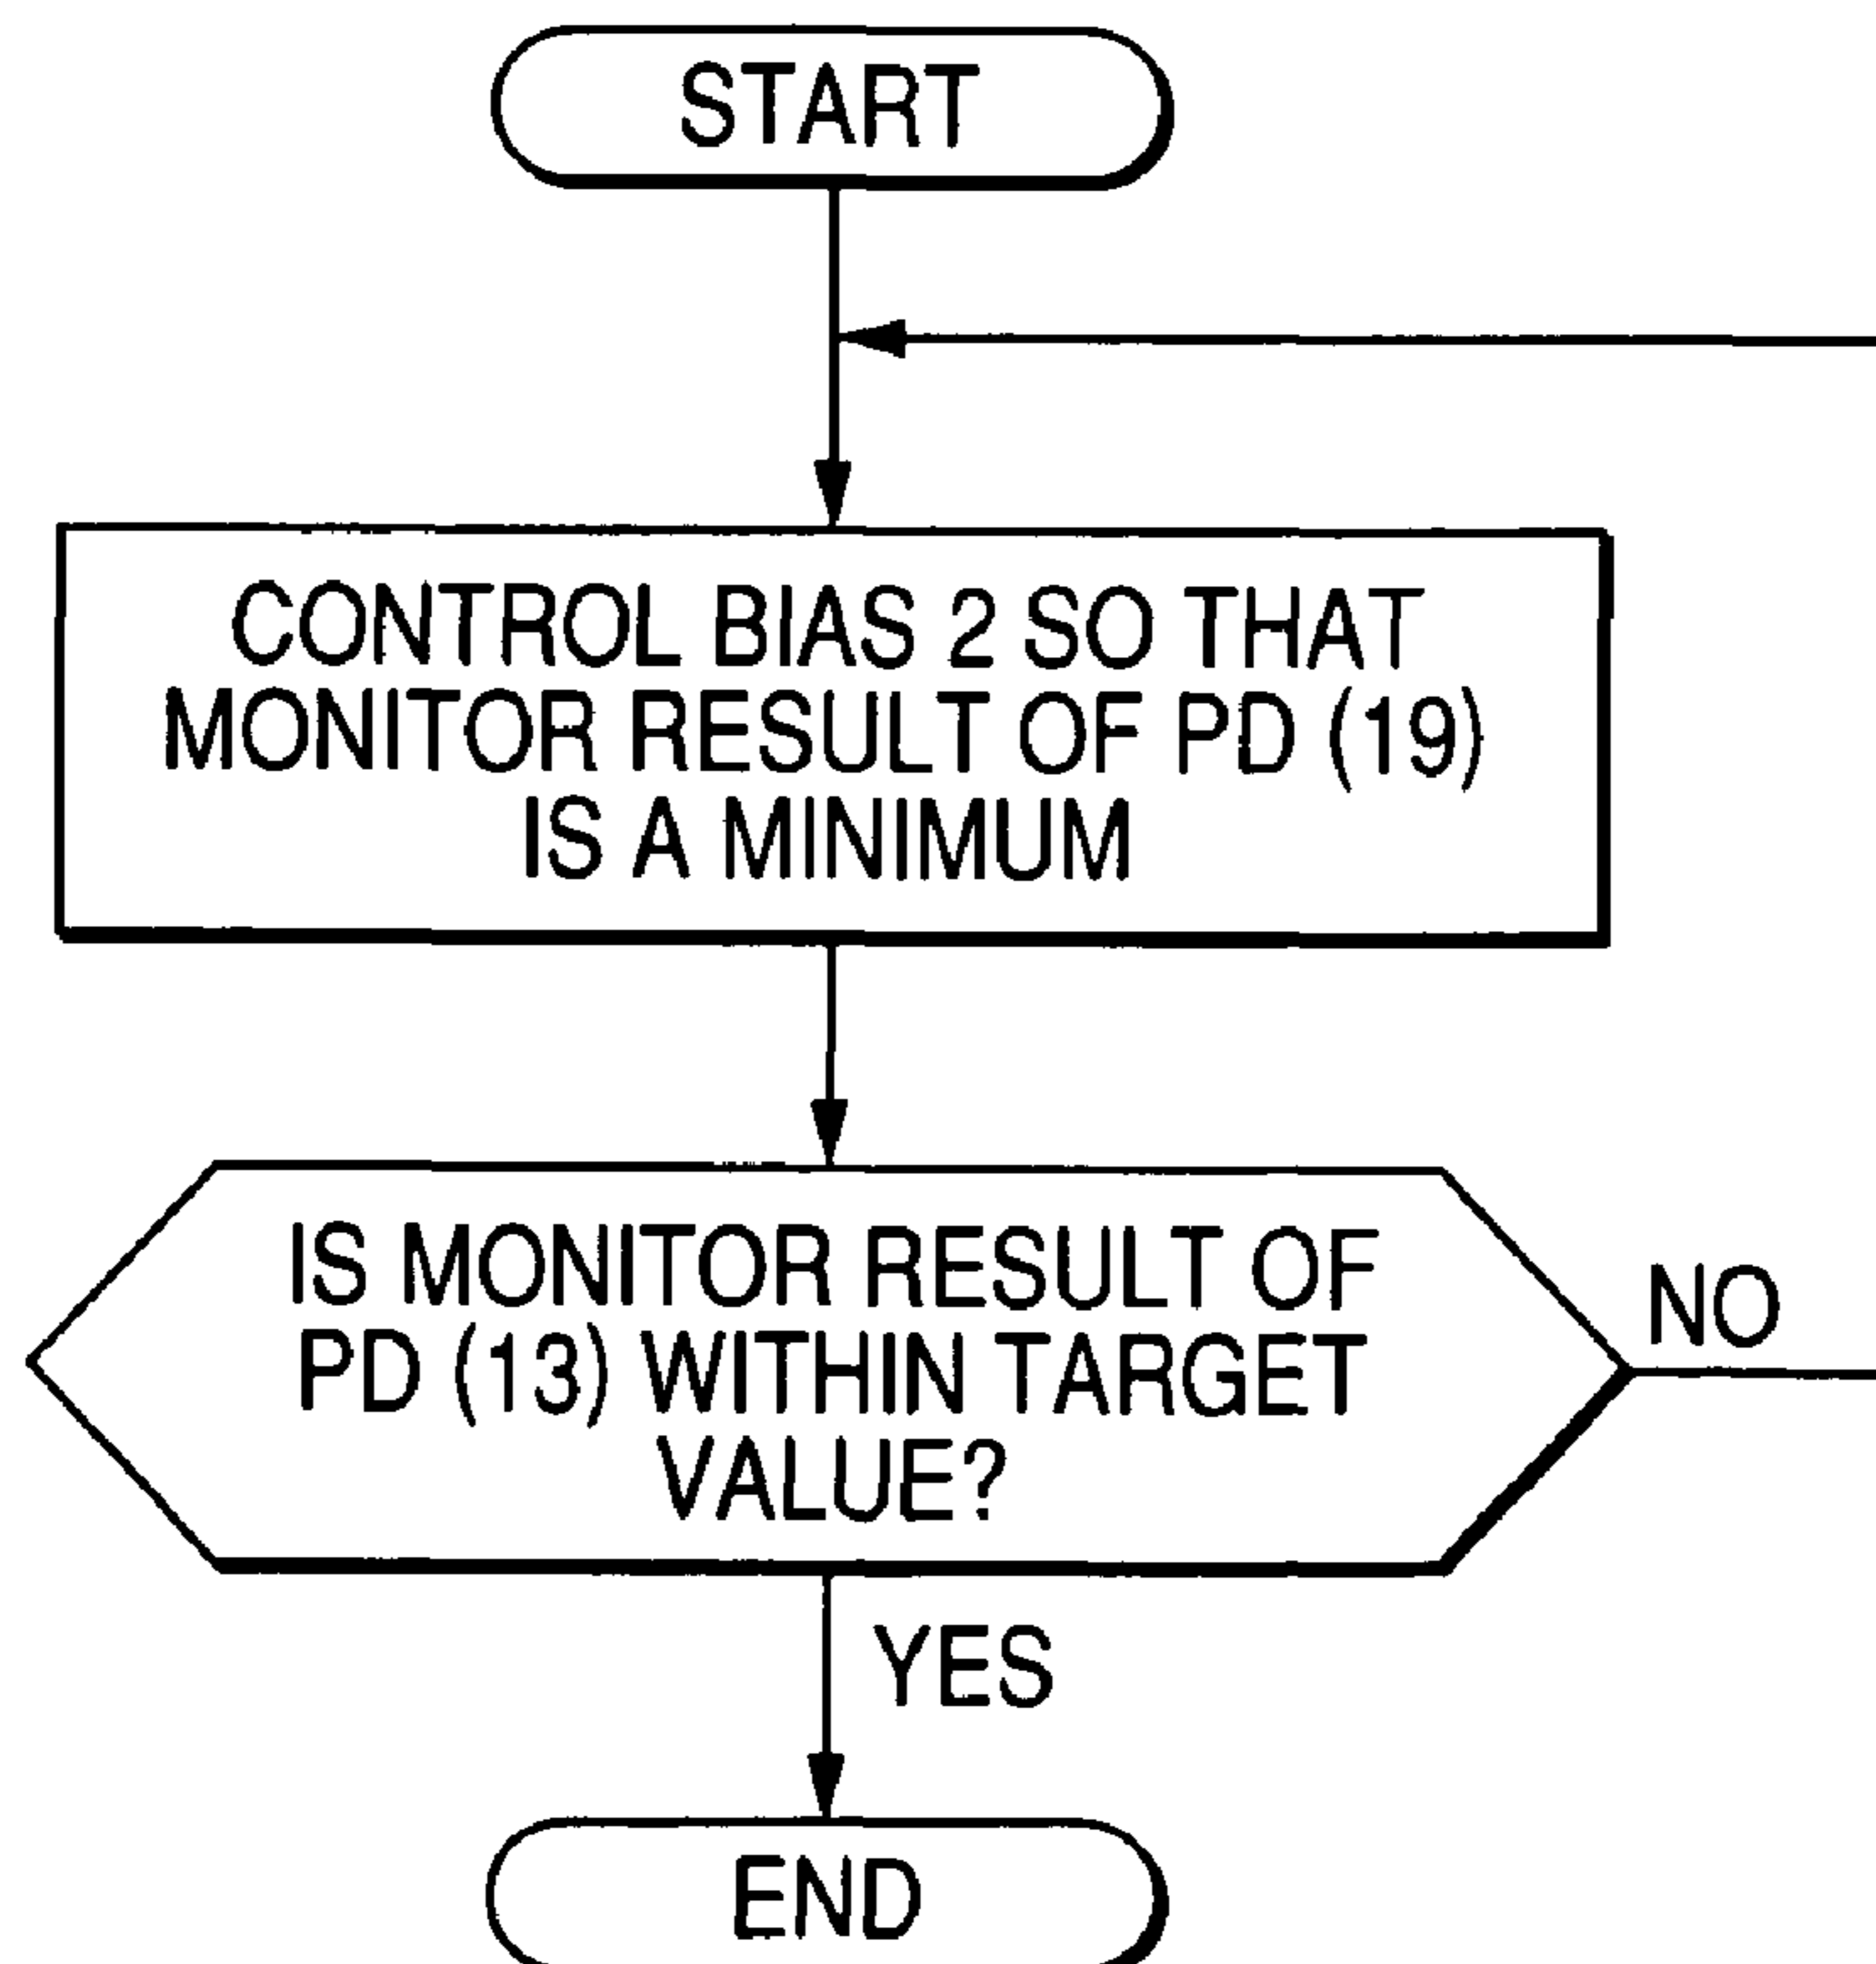 START
CONTROL BIAS 2 SO THAT
MONITOR RESULT OF PD (19)
IS A MINIMUM
IS MONITOR RESULT OF
PD (13) WITHIN TARGET
VALUE?
NO
YES
END